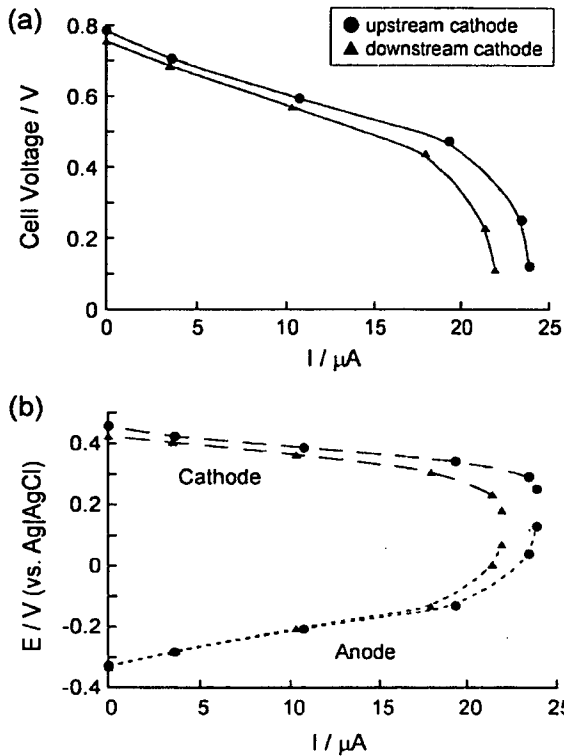 (a)
upstream cathode
downstream cathode
0.8
0.6
0.4
0.2
0
Cell Voltage / V
0 5 10 15 20 25
I / μA
(b)
0.4
0.2
0
-0.2
-0.4
E / V (vs. Ag|AgCl)
Cathode
Anode
0 5 10 15 20 25
I / μA